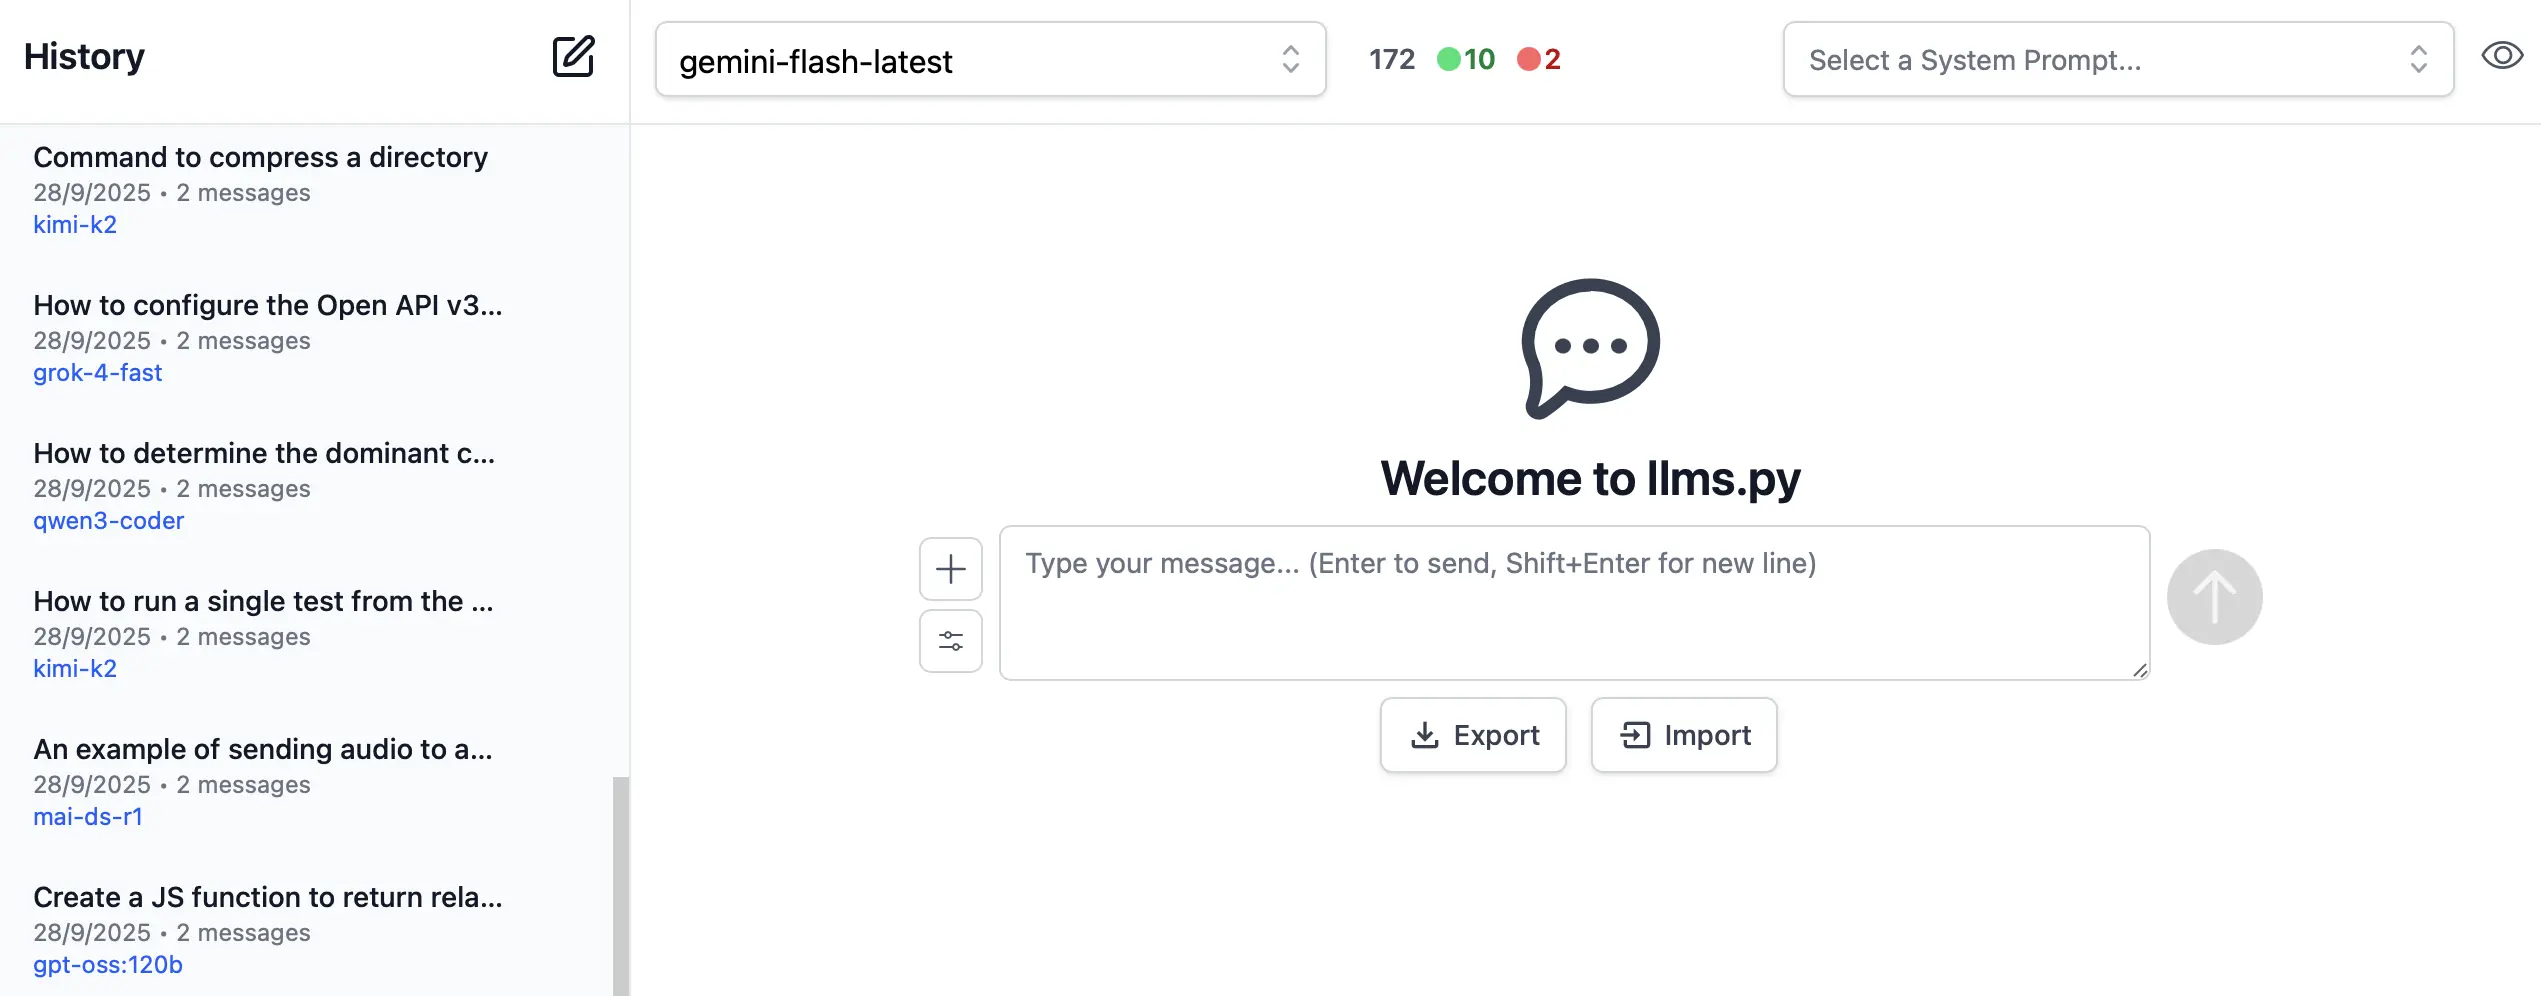 History
gemini-flash-latest
172 10 2
Select a System Prompt...
Command to compress a directory
28/9/2025 • 2 messages
kimi-k2
How to configure the Open API v3...
28/9/2025 • 2 messages
grok-4-fast
How to determine the dominant c...
28/9/2025 • 2 messages
qwen3-coder
How to run a single test from the ...
28/9/2025 • 2 messages
kimi-k2
An example of sending audio to a...
28/9/2025 • 2 messages
mai-ds-r1
Create a JS function to return rela...
28/9/2025 • 2 messages
gpt-oss:120b
Welcome to llms.py
Type your message... (Enter to send, Shift+Enter for new line)
Export
Import